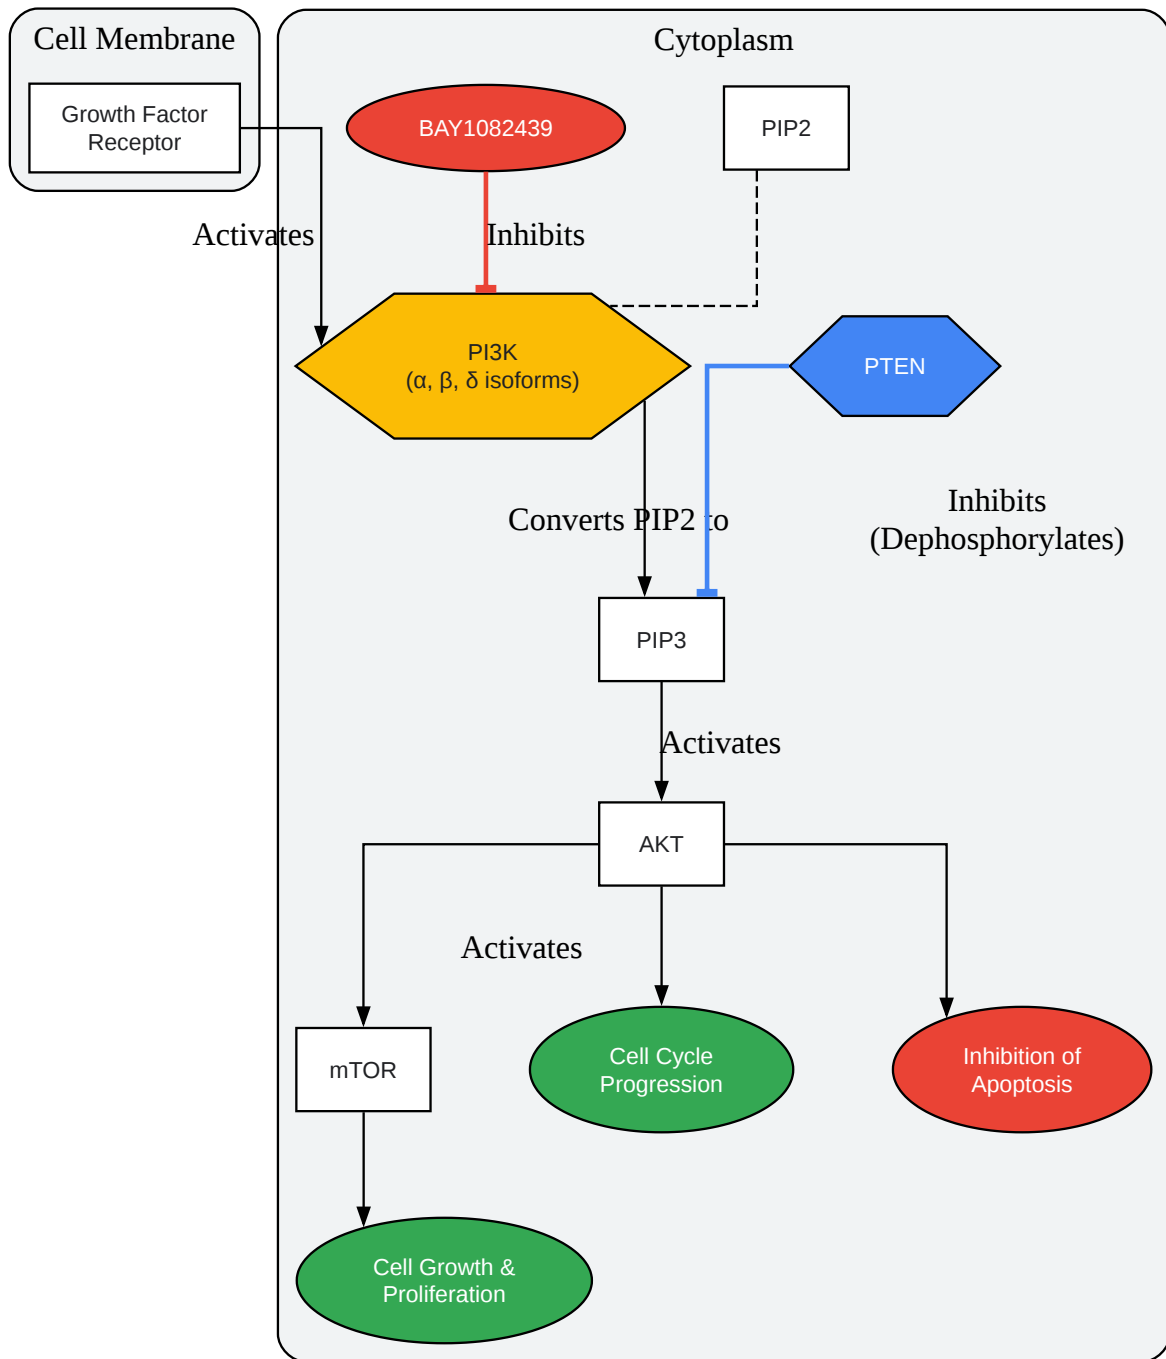 Cell Membrane
Cytoplasm
Growth Factor
Receptor
BAY1082439
PIP2
Activates
Inhibits
PI3K
(α, β, δ isoforms)
PTEN
Converts PIP2 to
Inhibits
(Dephosphorylates)
PIP3
Activates
AKT
Activates
mTOR
Cell Cycle
Progression
Inhibition of
Apoptosis
Cell Growth &
Proliferation